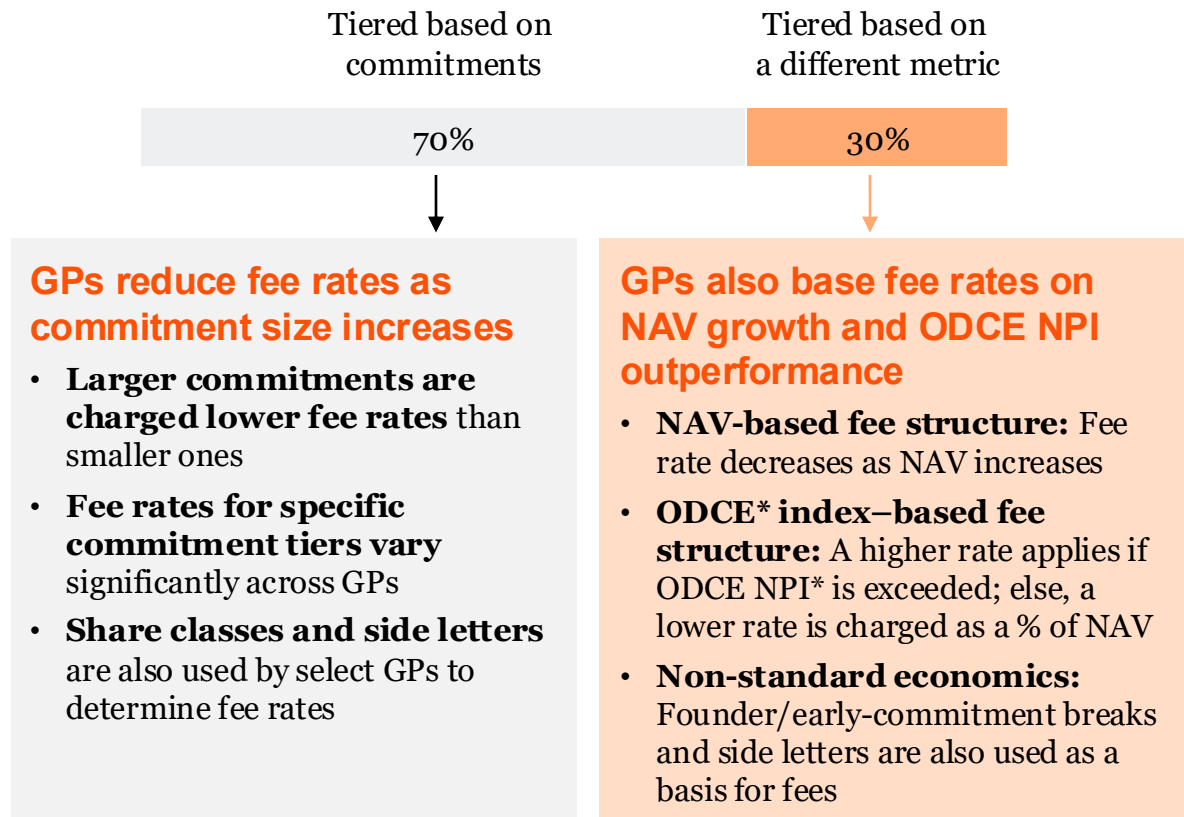 Tiered based on
commitments
Tiered based on
a different metric
70%
30%
GPs reduce fee rates as
commitment size increases
• Larger commitments are
charged lower fee rates than
smaller ones
• Fee rates for specific
commitment tiers vary
significantly across GPs
• Share classes and side letters
are also used by select GPs to
determine fee rates
GPs also base fee rates on
NAV growth and ODCE NPI
outperformance
• NAV-based fee structure: Fee
rate decreases as NAV increases
• ODCE* index–based fee
structure: A higher rate applies if
ODCE NPI* is exceeded; else, a
lower rate is charged as a % of NAV
• Non-standard economics:
Founder/early-commitment breaks
and side letters are also used as a
basis for fees